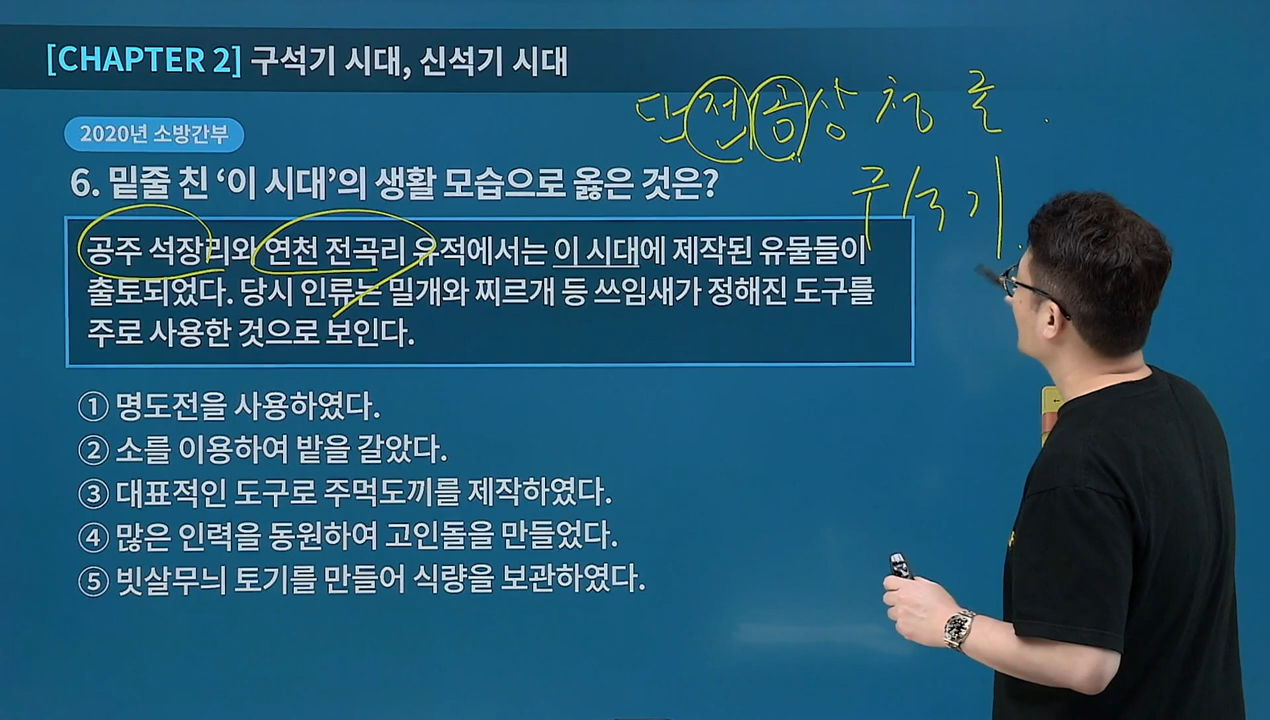 [CHAPTER 2] 구석기 시대, 신석기 시대
단전공상청굴.
구석기.
2020년 소방간부
6. 밑줄 친 ‘이 시대’의 생활 모습으로 옳은 것은?
공주 석장리와 연천 전곡리 유적에서는 이 시대에 제작된 유물들이
출토되었다. 당시 인류는 밀개와 찌르개 등 쓰임새가 정해진 도구를
주로 사용한 것으로 보인다.
① 명도전을 사용하였다.
② 소를 이용하여 밭을 갈았다.
③ 대표적인 도구로 주먹도끼를 제작하였다.
④ 많은 인력을 동원하여 고인돌을 만들었다.
⑤ 빗살무늬 토기를 만들어 식량을 보관하였다.